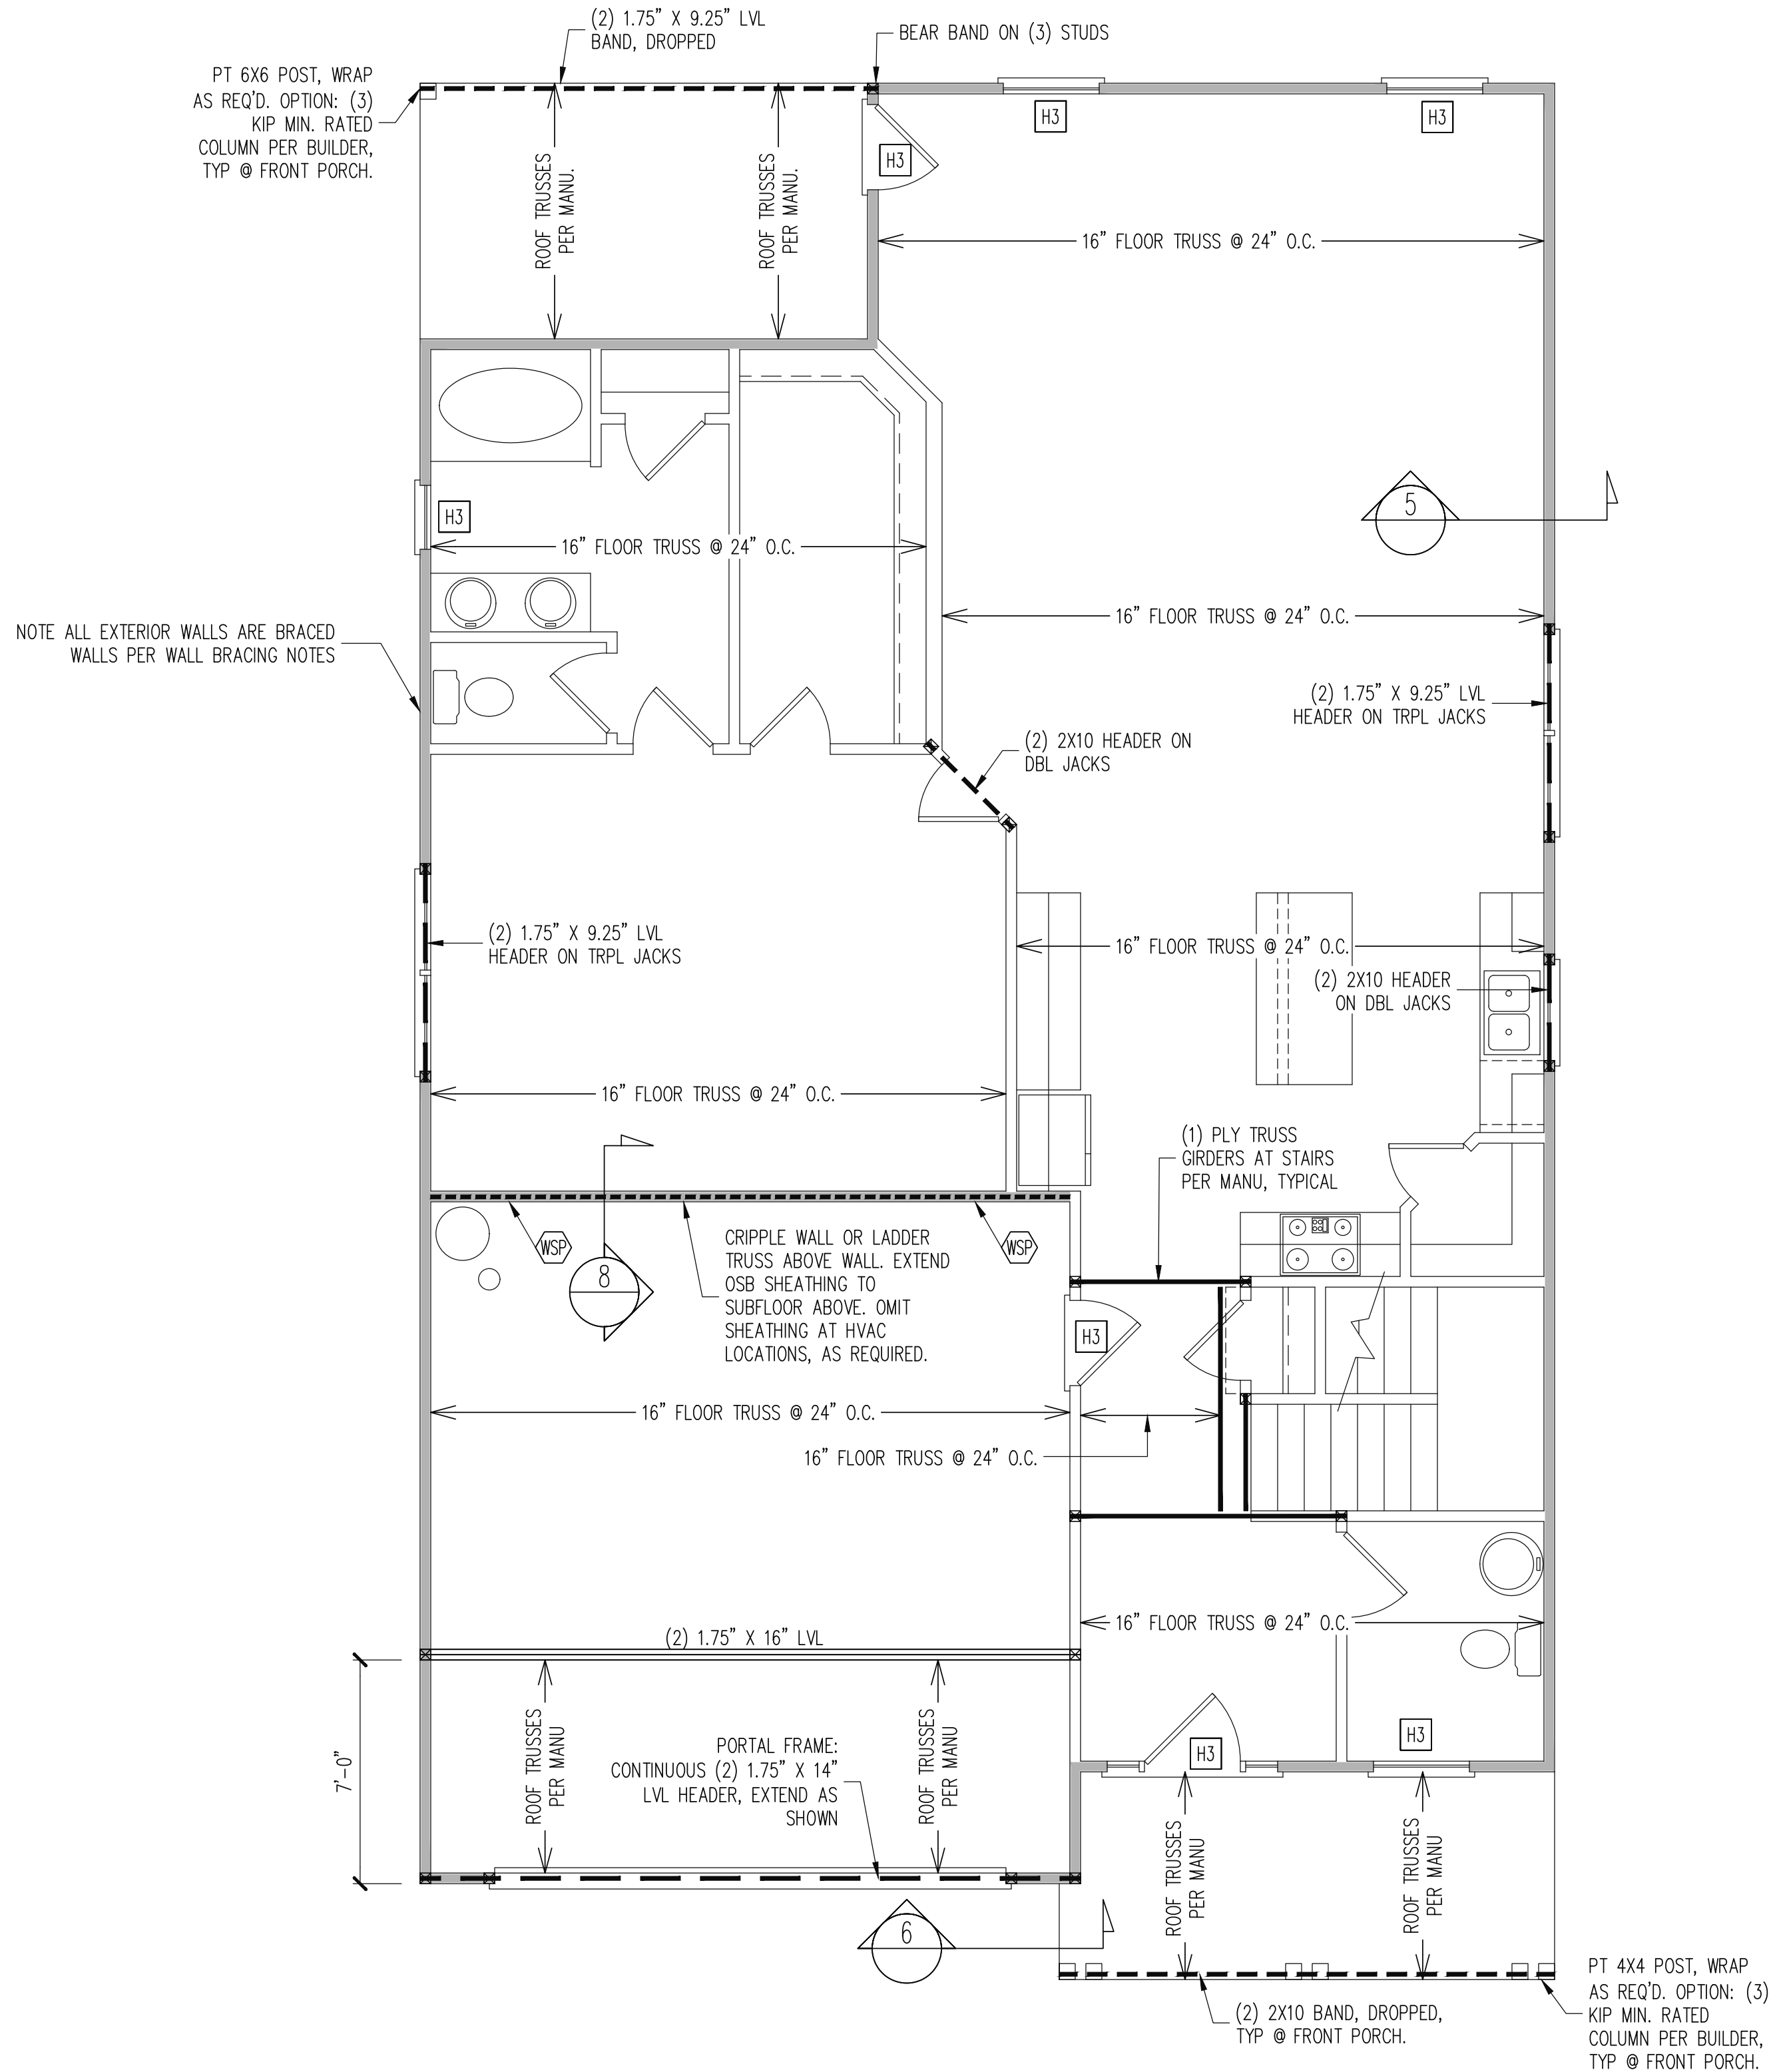 (2) 1.75” X 9.25” LVL
BAND, DROPPED
BEAR BAND ON (3) STUDS
PT 6X6 POST, WRAP
AS REQ'D. OPTION: (3)
KIP MIN. RATED
COLUMN PER BUILDER,
TYP @ FRONT PORCH.
H3
H3
H3
ROOF TRUSSES
PER MANU.
ROOF TRUSSES
PER MANU.
16” FLOOR TRUSS @ 24” O.C.
5
H3
16” FLOOR TRUSS @ 24” O.C.
16” FLOOR TRUSS @ 24” O.C.
NOTE ALL EXTERIOR WALLS ARE BRACED
WALLS PER WALL BRACING NOTES
(2) 1.75” X 9.25” LVL
HEADER ON TRPL JACKS
(2) 2X10 HEADER ON
DBL JACKS
(2) 1.75” X 9.25” LVL
HEADER ON TRPL JACKS
16” FLOOR TRUSS @ 24” O.C.
(2) 2X10 HEADER
ON DBL JACKS
16” FLOOR TRUSS @ 24” O.C.
(1) PLY TRUSS
GIRDERS AT STAIRS
PER MANU, TYPICAL
WSP
WSP
8
CRIPPLE WALL OR LADDER
TRUSS ABOVE WALL. EXTEND
OSB SHEATHING TO
SUBFLOOR ABOVE. OMIT
SHEATHING AT HVAC
LOCATIONS, AS REQUIRED.
H3
16” FLOOR TRUSS @ 24” O.C.
16” FLOOR TRUSS @ 24” O.C.
16” FLOOR TRUSS @ 24” O.C.
(2) 1.75” X 16” LVL
7'-0”
ROOF TRUSSES
PER MANU
ROOF TRUSSES
PER MANU
PORTAL FRAME:
CONTINUOUS (2) 1.75” X 14”
LVL HEADER, EXTEND AS
SHOWN
H3
H3
ROOF TRUSSES
PER MANU
ROOF TRUSSES
PER MANU
6
(2) 2X10 BAND, DROPPED,
TYP @ FRONT PORCH.
PT 4X4 POST, WRAP
AS REQ'D. OPTION: (3)
KIP MIN. RATED
COLUMN PER BUILDER,
TYP @ FRONT PORCH.